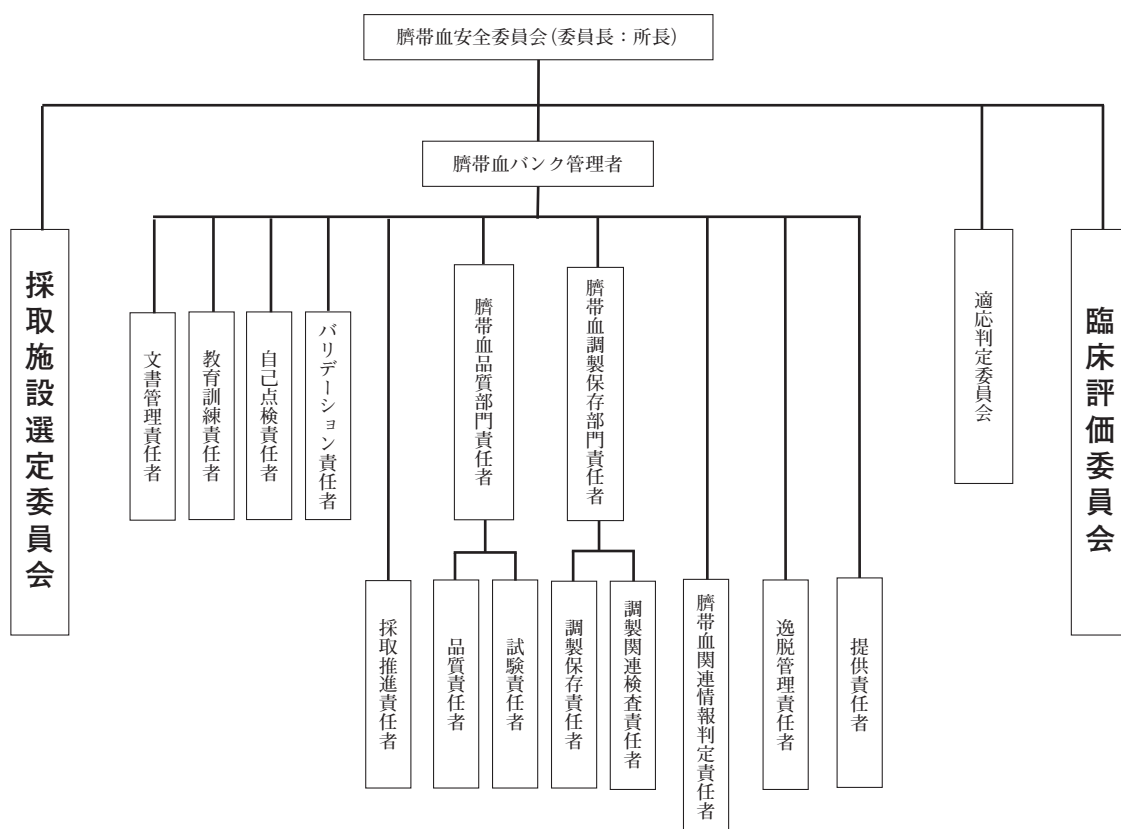 臍帯血安全委員会(委員長：所長)
臍帯血バンク管理者
採取施設選定委員会
文書管理責任者
教育訓練責任者
自己点検責任者
バリデーション責任者
臍帯血品質部門責任者
臍帯血調製保存部門責任者
適応判定委員会
臨床評価委員会
採取推進責任者
品質責任者
試験責任者
調製保存責任者
調製関連検査責任者
臍帯血関連情報判定責任者
逸脱管理責任者
提供責任者